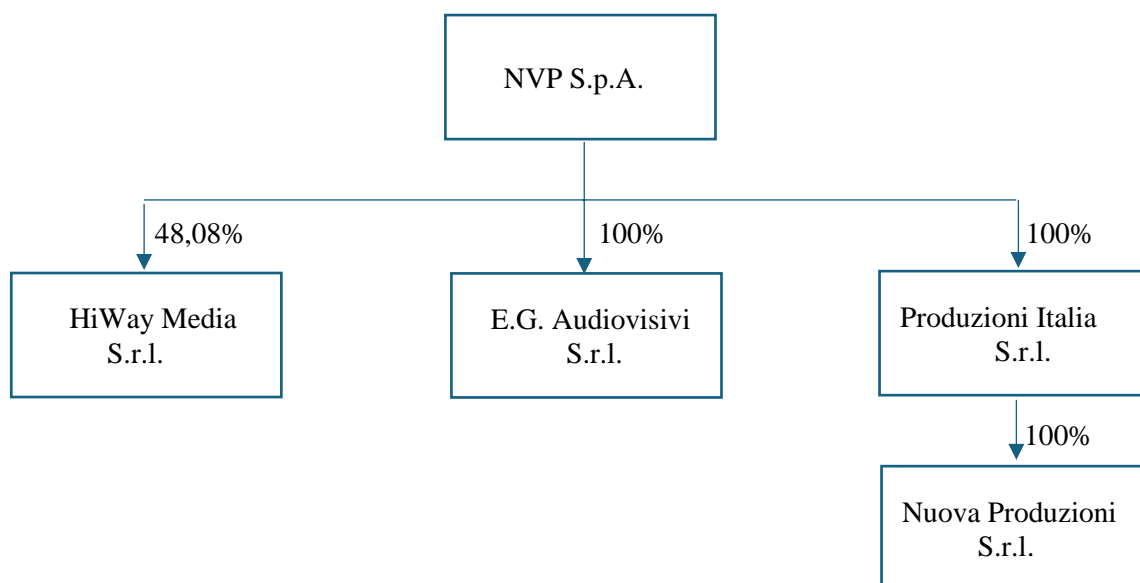 NVP S.p.A.
48,08%
100%
100%
HiWay Media
S.r.l.
E.G. Audiovisivi
S.r.l.
Produzioni Italia
S.r.l.
100%
Nuova Produzioni
S.r.l.